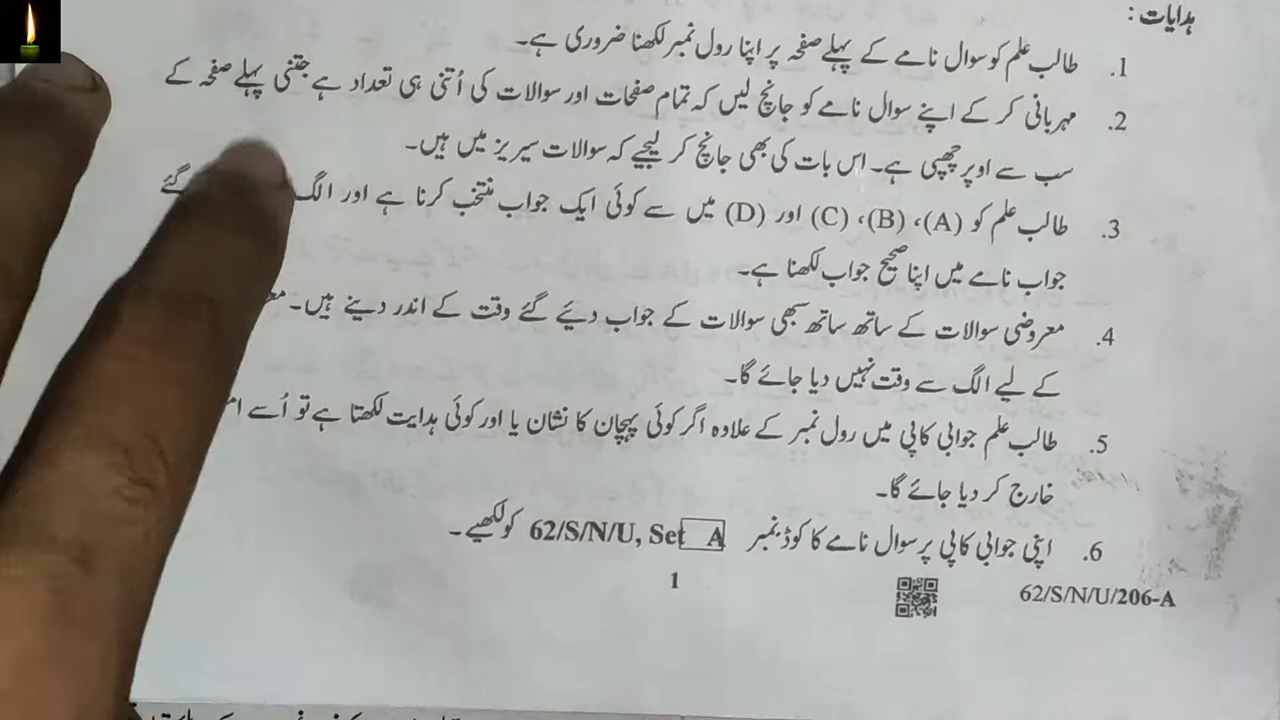 ہدایات :
1. طالب علم کو سوال نامے کے پہلے صفحہ پر اپنا رول نمبر لکھنا ضروری ہے۔
2. مہربانی کر کے اپنے سوال نامے کو جانچ لیں کہ تمام صفحات اور سوالات کی اُتنی ہی تعداد ہے جتنی پہلے صفحہ کے
سب سے اوپر چھپی ہے۔ اس بات کی بھی جانچ کر لیجیے کہ سوالات سیریز میں ہیں۔
3. طالب علم کو (A)، (B)، (C) اور (D) میں سے کوئی ایک جواب منتخب کرنا ہے اور الگ گئے
جواب نامے میں اپنا صحیح جواب لکھنا ہے۔
4. معروضی سوالات کے ساتھ ساتھ سبھی سوالات کے جواب دیئے گئے وقت کے اندر دینے ہیں۔
کے لیے الگ سے وقت نہیں دیا جائے گا۔
5. طالب علم جوابی کاپی میں رول نمبر کے علاوہ اگر کوئی پہچان کا نشان یا اور کوئی ہدایت لکھتا ہے تو اُسے
خارج کر دیا جائے گا۔
6. اپنی جوابی کاپی پر سوال نامے کا کوڈ نمبر 62/S/N/U, Set A کو لکھیے۔
1
62/S/N/U/206-A